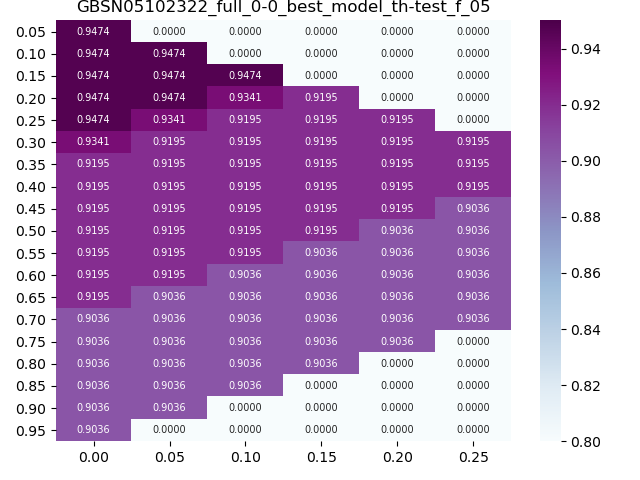 GBSN05102322_full_0-0_best_model_th-test_f_05
0.05 0.9474 0.0000 0.0000 0.0000 0.0000 0.0000
0.10 0.9474 0.9474 0.0000 0.0000 0.0000 0.0000
0.15 0.9474 0.9474 0.9474 0.0000 0.0000 0.0000
0.20 0.9474 0.9474 0.9341 0.9195 0.0000 0.0000
0.25 0.9474 0.9341 0.9195 0.9195 0.9195 0.0000
0.30 0.9341 0.9195 0.9195 0.9195 0.9195 0.9195
0.35 0.9195 0.9195 0.9195 0.9195 0.9195 0.9195
0.40 0.9195 0.9195 0.9195 0.9195 0.9195 0.9195
0.45 0.9195 0.9195 0.9195 0.9195 0.9195 0.9036
0.50 0.9195 0.9195 0.9195 0.9195 0.9036 0.9036
0.55 0.9195 0.9195 0.9195 0.9036 0.9036 0.9036
0.60 0.9195 0.9195 0.9036 0.9036 0.9036 0.9036
0.65 0.9195 0.9036 0.9036 0.9036 0.9036 0.9036
0.70 0.9036 0.9036 0.9036 0.9036 0.9036 0.9036
0.75 0.9036 0.9036 0.9036 0.9036 0.9036 0.0000
0.80 0.9036 0.9036 0.9036 0.9036 0.0000 0.0000
0.85 0.9036 0.9036 0.9036 0.0000 0.0000 0.0000
0.90 0.9036 0.9036 0.0000 0.0000 0.0000 0.0000
0.95 0.9036 0.0000 0.0000 0.0000 0.0000 0.0000
0.00 0.05 0.10 0.15 0.20 0.25
0.94
0.92
0.90
0.88
0.86
0.84
0.82
0.80